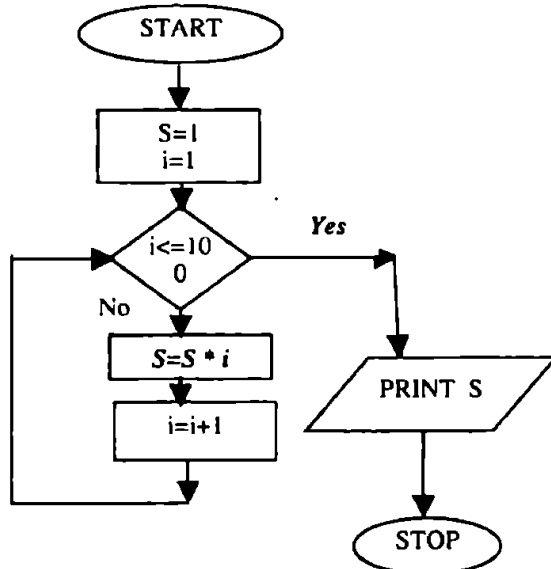 START
S=1
i=1
i<=10
0
Yes
No
S=S * i
i=i+1
PRINT S
STOP